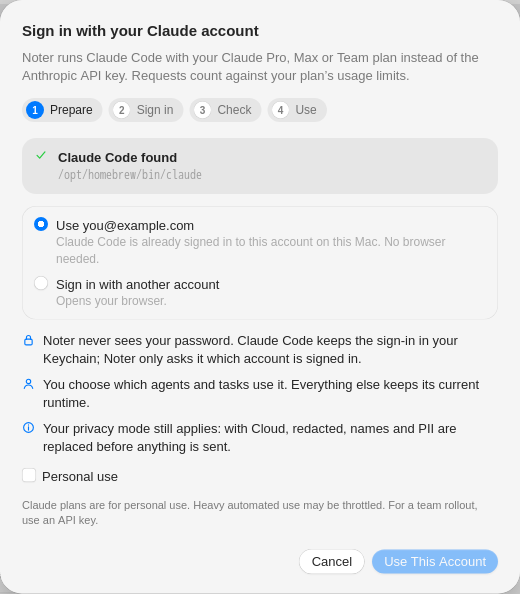 Sign in with your Claude account
Noter runs Claude Code with your Claude Pro, Max or Team plan instead of the
Anthropic API key. Requests count against your plan’s usage limits.
1 Prepare 2 Sign in 3 Check 4 Use
Claude Code found
/opt/homebrew/bin/claude
Use you@example.com
Claude Code is already signed in to this account on this Mac. No browser
needed.
Sign in with another account
Opens your browser.
Noter never sees your password. Claude Code keeps the sign-in in your
Keychain; Noter only asks it which account is signed in.
You choose which agents and tasks use it. Everything else keeps its current
runtime.
Your privacy mode still applies: with Cloud, redacted, names and PII are
replaced before anything is sent.
Personal use
Claude plans are for personal use. Heavy automated use may be throttled. For a team rollout,
use an API key.
Cancel Use This Account